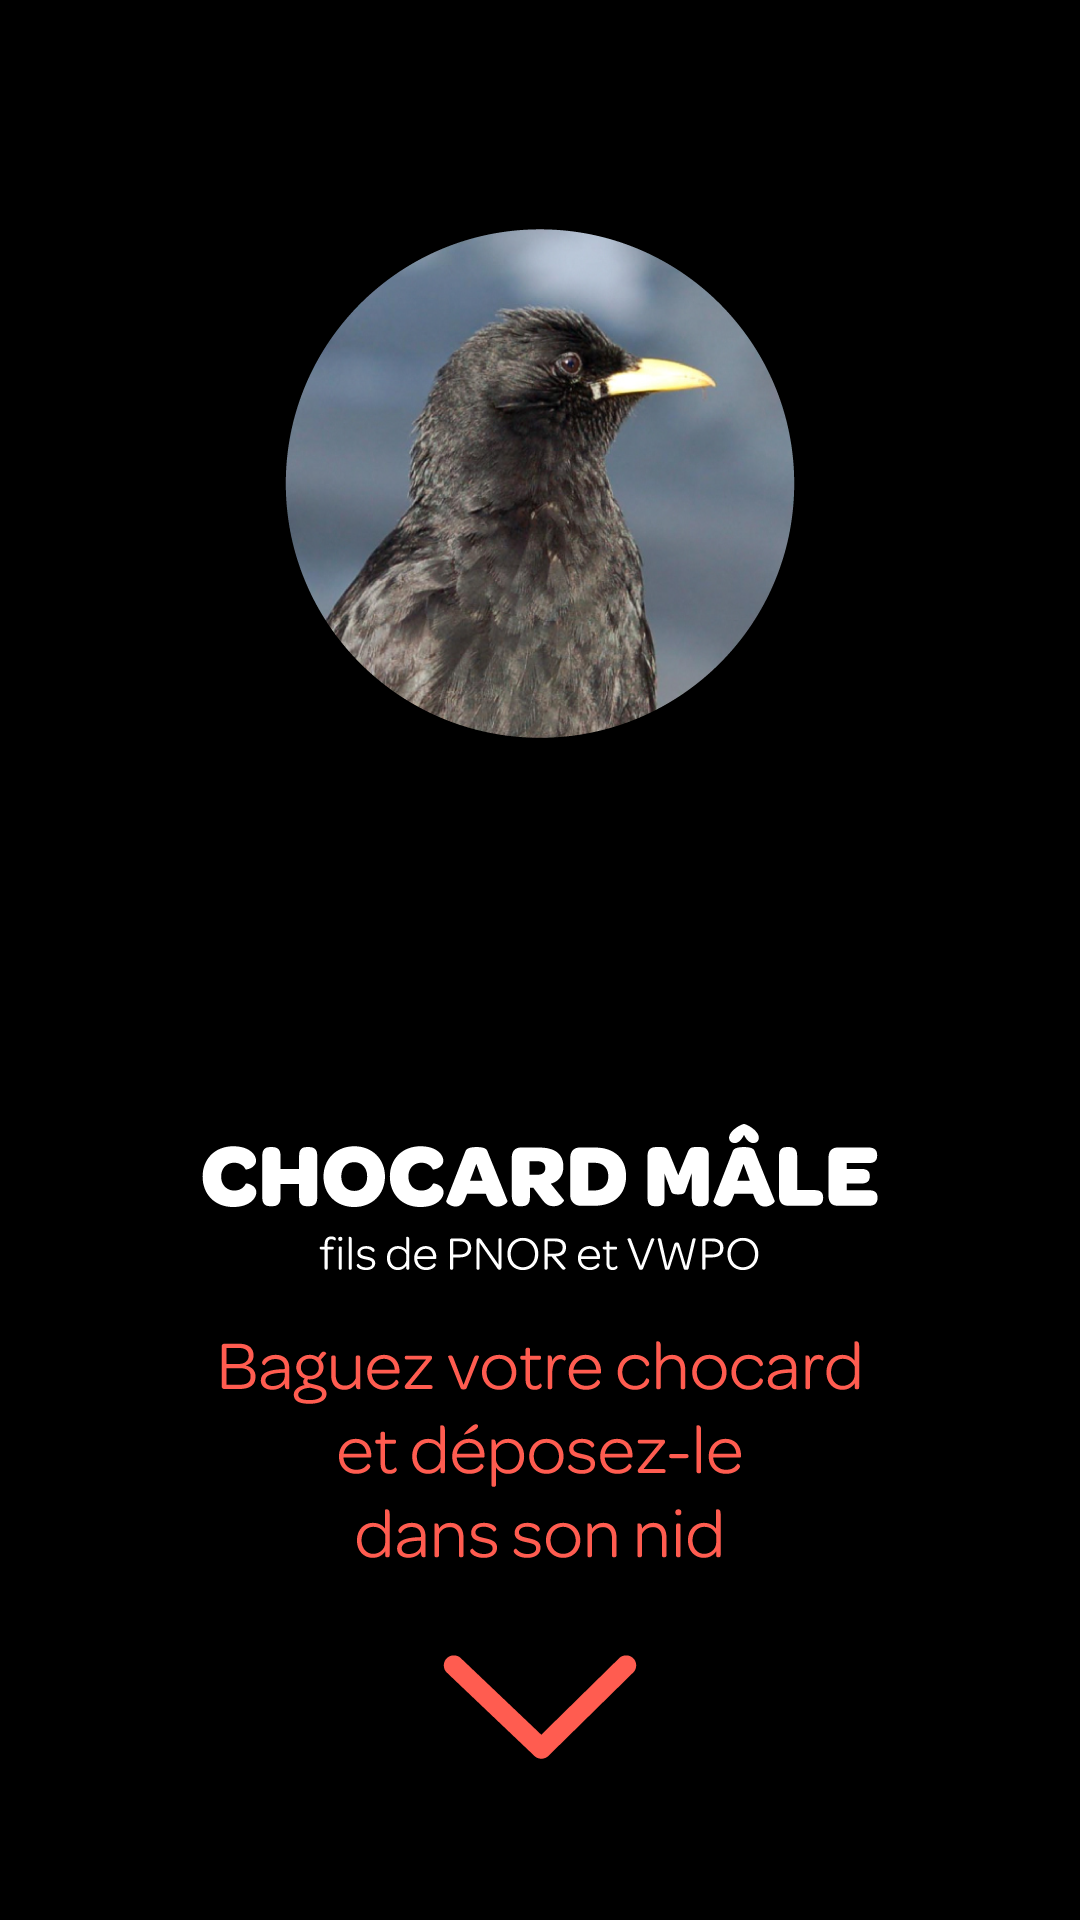 CHOCARD MÂLE
fils de PNOR et VWPO
Baguez votre chocard
et déposez-le
dans son nid